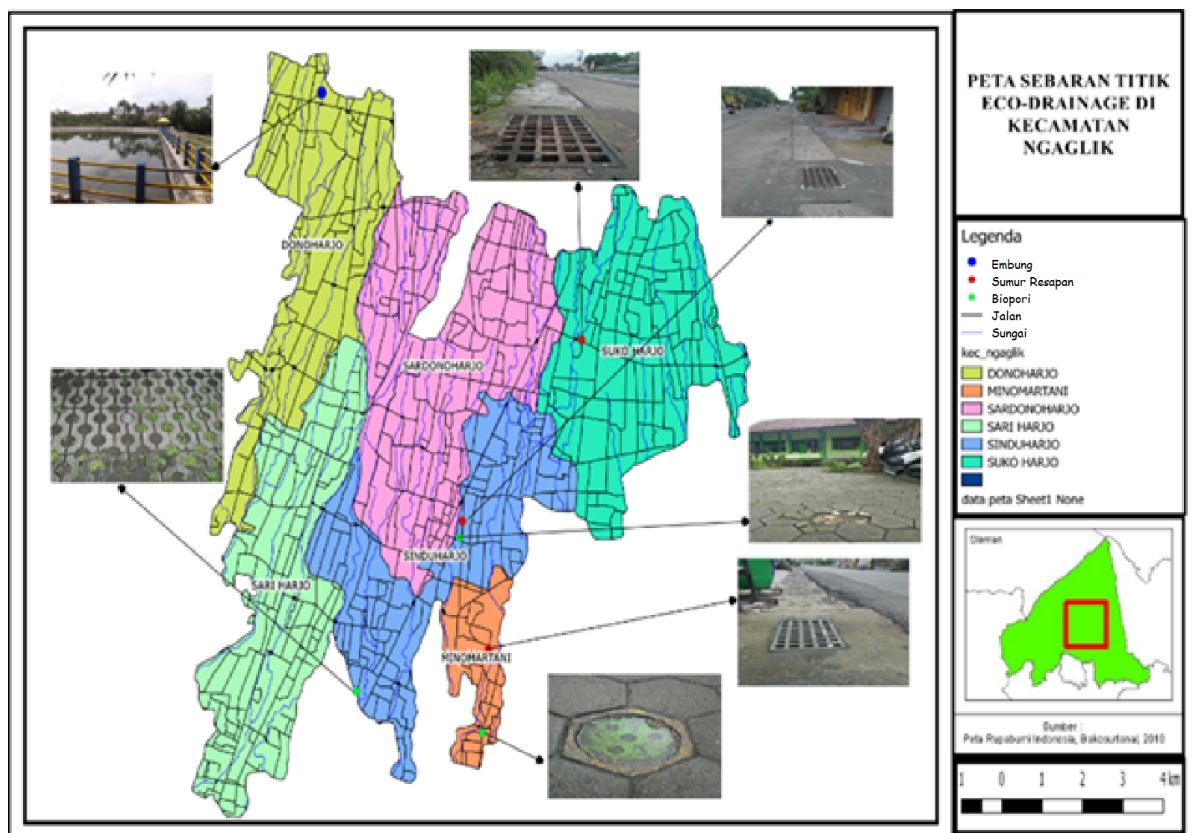 PETA SEBARAN TITIK
ECO-DRAINAGE DI
KECAMATAN
NGAGLIK
Legenda
Embung
Sumur Resapan
Biopori
Jalan
Sungai
kec_ngaglik
DONOHARJO
MINOMARTANI
SARDONOHARJO
SARI HARJO
SINDUHARJO
SUKO HARJO
data peta Sheet1 None
Sleman
Sumber :
Peta Rupabumi Indonesia, Bakosurtanal, 2010
1 0 1 2 3 4 km
DONOHARJO
SUKO HARJO
SARDONOHARJO
SINDUHARJO
SARI HARJO
MINOMARTANI